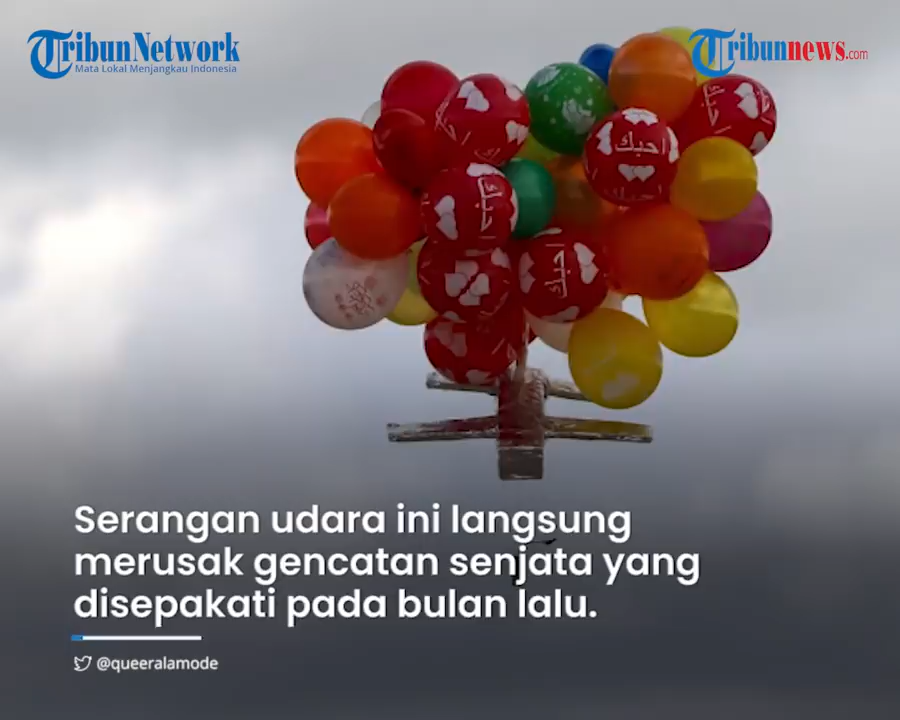 TribunNetwork
Mata Lokal Menjangkau Indonesia
Tribunnews.com
احبك
احبك
احبك
احبك
Serangan udara ini langsung
merusak gencatan senjata yang
disepakati pada bulan lalu.
@queeralamode